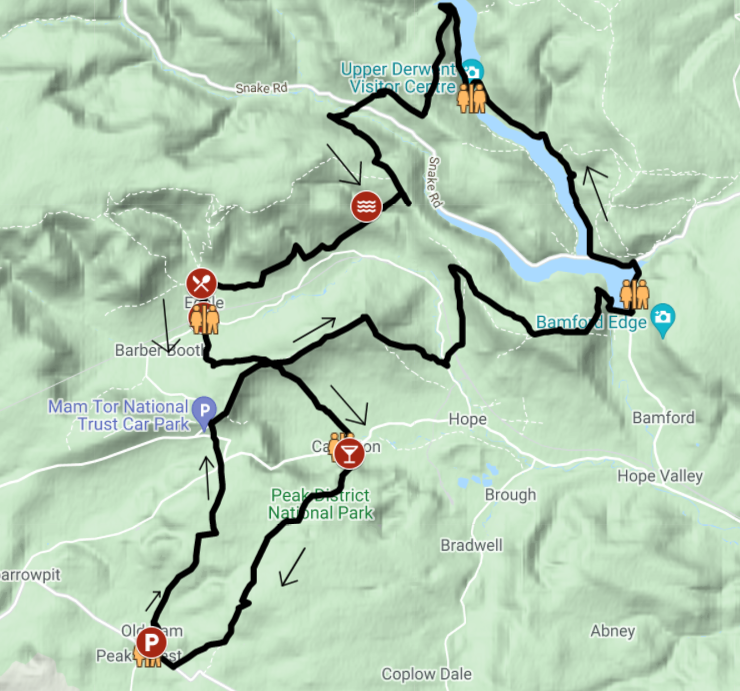 Upper Derwent
Visitor Centre
Snake Rd
Snake Rd
Bamford Edge
Barber Booth
Mam Tor National
Trust Car Park
P
Hope
Bamford
Hope Valley
Peak District
National Park
Brough
Bradwell
Abney
P
Peak
Coplow Dale